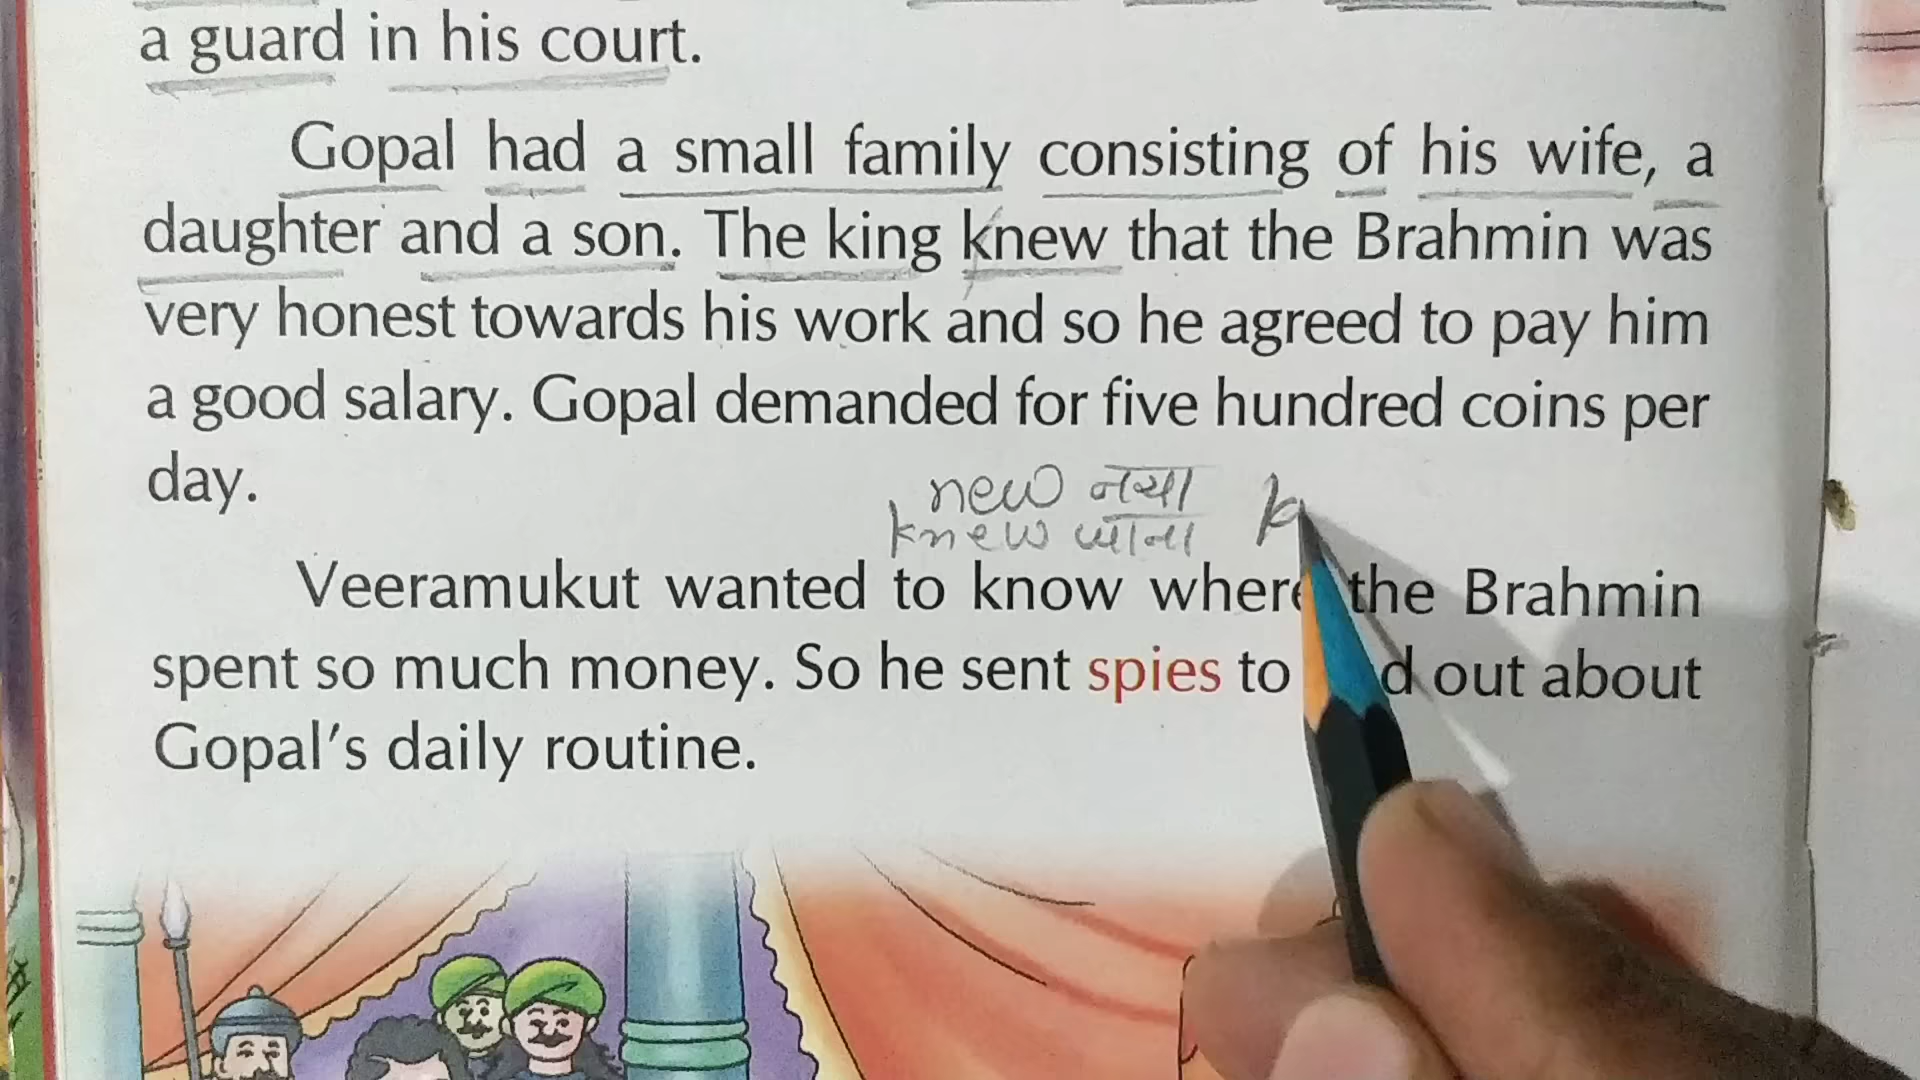 a guard in his court.
Gopal had a small family consisting of his wife, a
daughter and a son. The king knew that the Brahmin was
very honest towards his work and so he agreed to pay him
a good salary. Gopal demanded for five hundred coins per
day.
new नया k
knew जाना
Veeramukut wanted to know where the Brahmin
spent so much money. So he sent spies to out about
Gopal's daily routine.